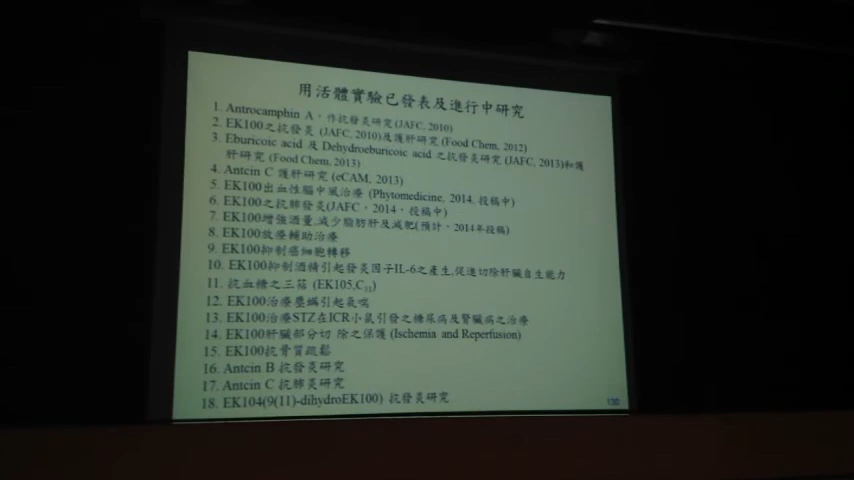 用活體實驗已發表及進行中研究
1. Antrocamphin A，作抗發炎研究 (JAFC, 2010)
2. EK100之抗發炎 (JAFC, 2010)及護肝研究 (Food Chem, 2012)
3. Eburicoic acid 及 Dehydroeburicoic acid 之抗發炎研究 (JAFC, 2013)和護
肝研究 (Food Chem, 2013)
4. Antcin C 護肝研究 (eCAM, 2013)
5. EK100出血性腦中風治療 (Phytomedicine, 2014, 投稿中)
6. EK100之抗肺發炎(JAFC，2014，投稿中)
7. EK100增強酒量,減少脂肪肝及減肥(預計，2014年投稿)
8. EK100放療輔助治療
9. EK100抑制癌細胞轉移
10. EK100抑制酒精引起發炎因子IL-6之產生,促進切除肝臟自生能力
11. 抗血糖之三萜 (EK105,C11)
12. EK100治療塵蟎引起氣喘
13. EK100治療STZ在ICR小鼠引發之糖尿病及腎臟病之治療
14. EK100肝臟部分切 除之保護 (Ischemia and Reperfusion)
15. EK100抗骨質疏鬆
16. Antcin B 抗發炎研究
17. Antcin C 抗肺炎研究
18. EK104(9(11)-dihydroEK100) 抗發炎研究
130